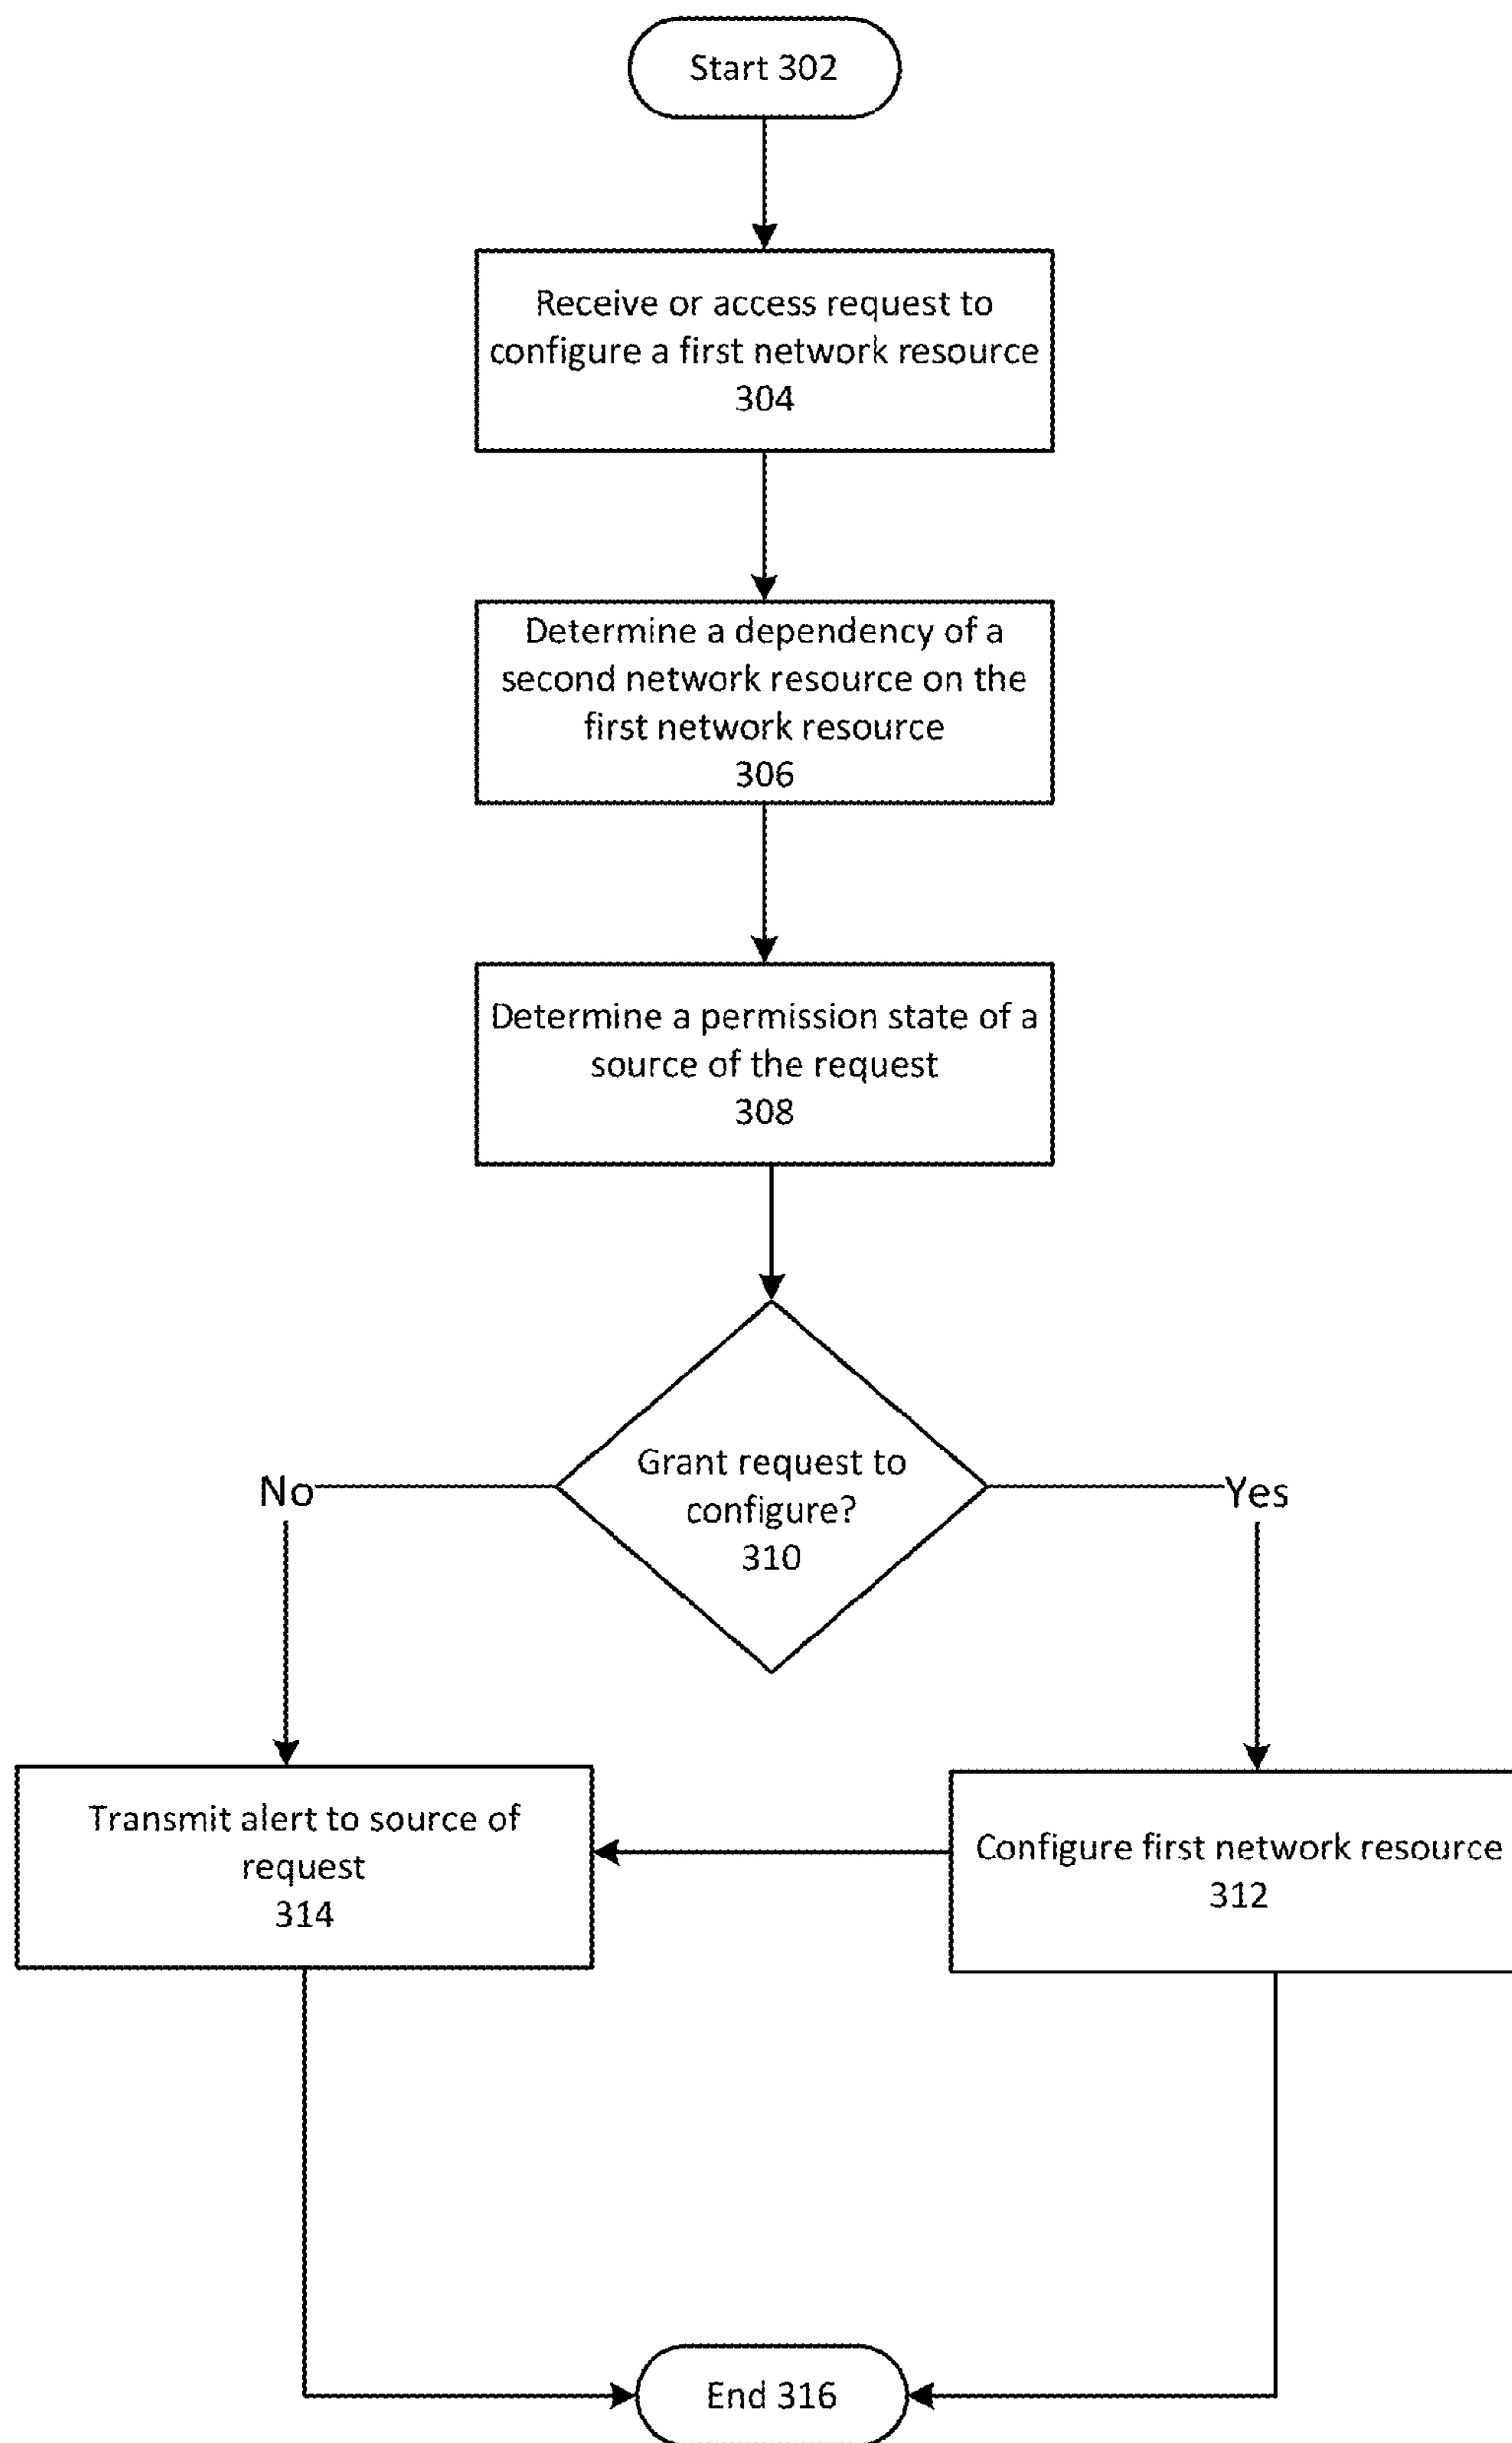 Start 302
Receive or access request to
configure a first network resource
304
Determine a dependency of a
second network resource on the
first network resource
306
Determine a permission state of a
source of the request
308
Grant request to
configure?
310
No
Yes
Transmit alert to source of
request
314
Configure first network resource
312
End 316